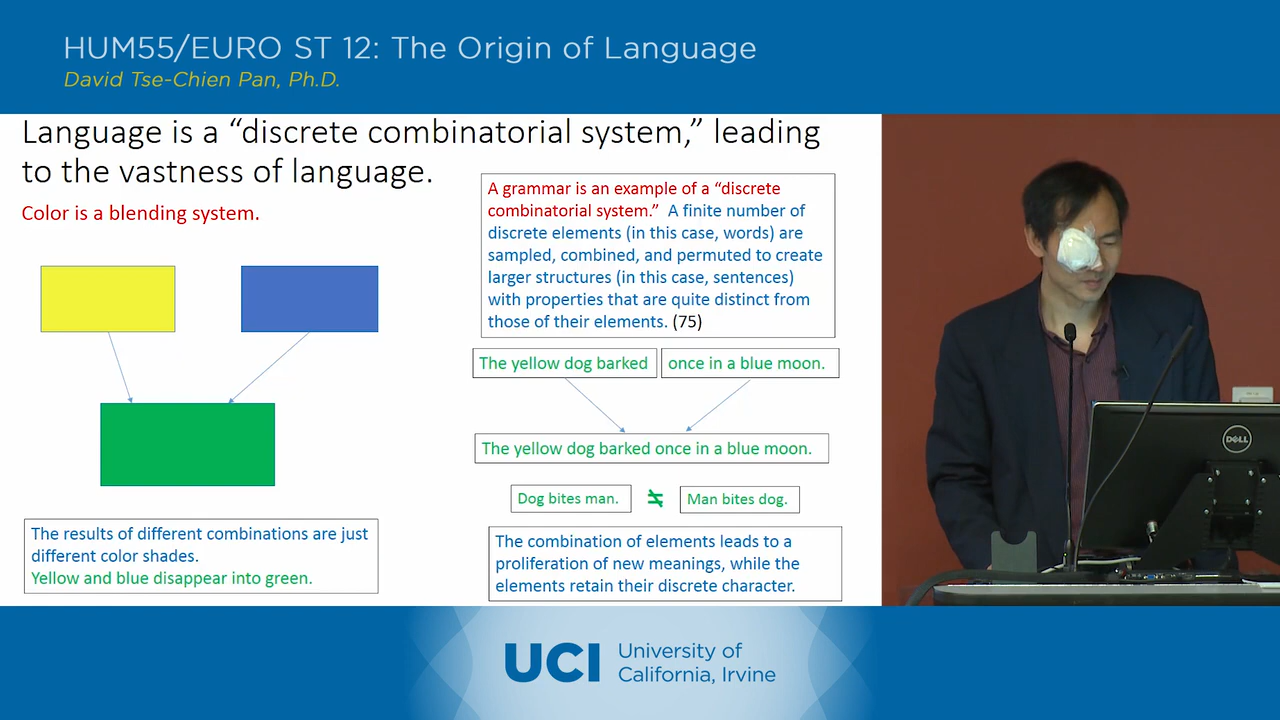 HUM55/EURO ST 12: The Origin of Language
David Tse-Chien Pan, Ph.D.
Language is a “discrete combinatorial system,” leading
to the vastness of language.
Color is a blending system.
A grammar is an example of a “discrete
combinatorial system.” A finite number of
discrete elements (in this case, words) are
sampled, combined, and permuted to create
larger structures (in this case, sentences)
with properties that are quite distinct from
those of their elements. (75)
The yellow dog barked
once in a blue moon.
The yellow dog barked once in a blue moon.
Dog bites man. ≠ Man bites dog.
The results of different combinations are just
different color shades.
Yellow and blue disappear into green.
The combination of elements leads to a
proliferation of new meanings, while the
elements retain their discrete character.
DELL
UCI
University of
California, Irvine